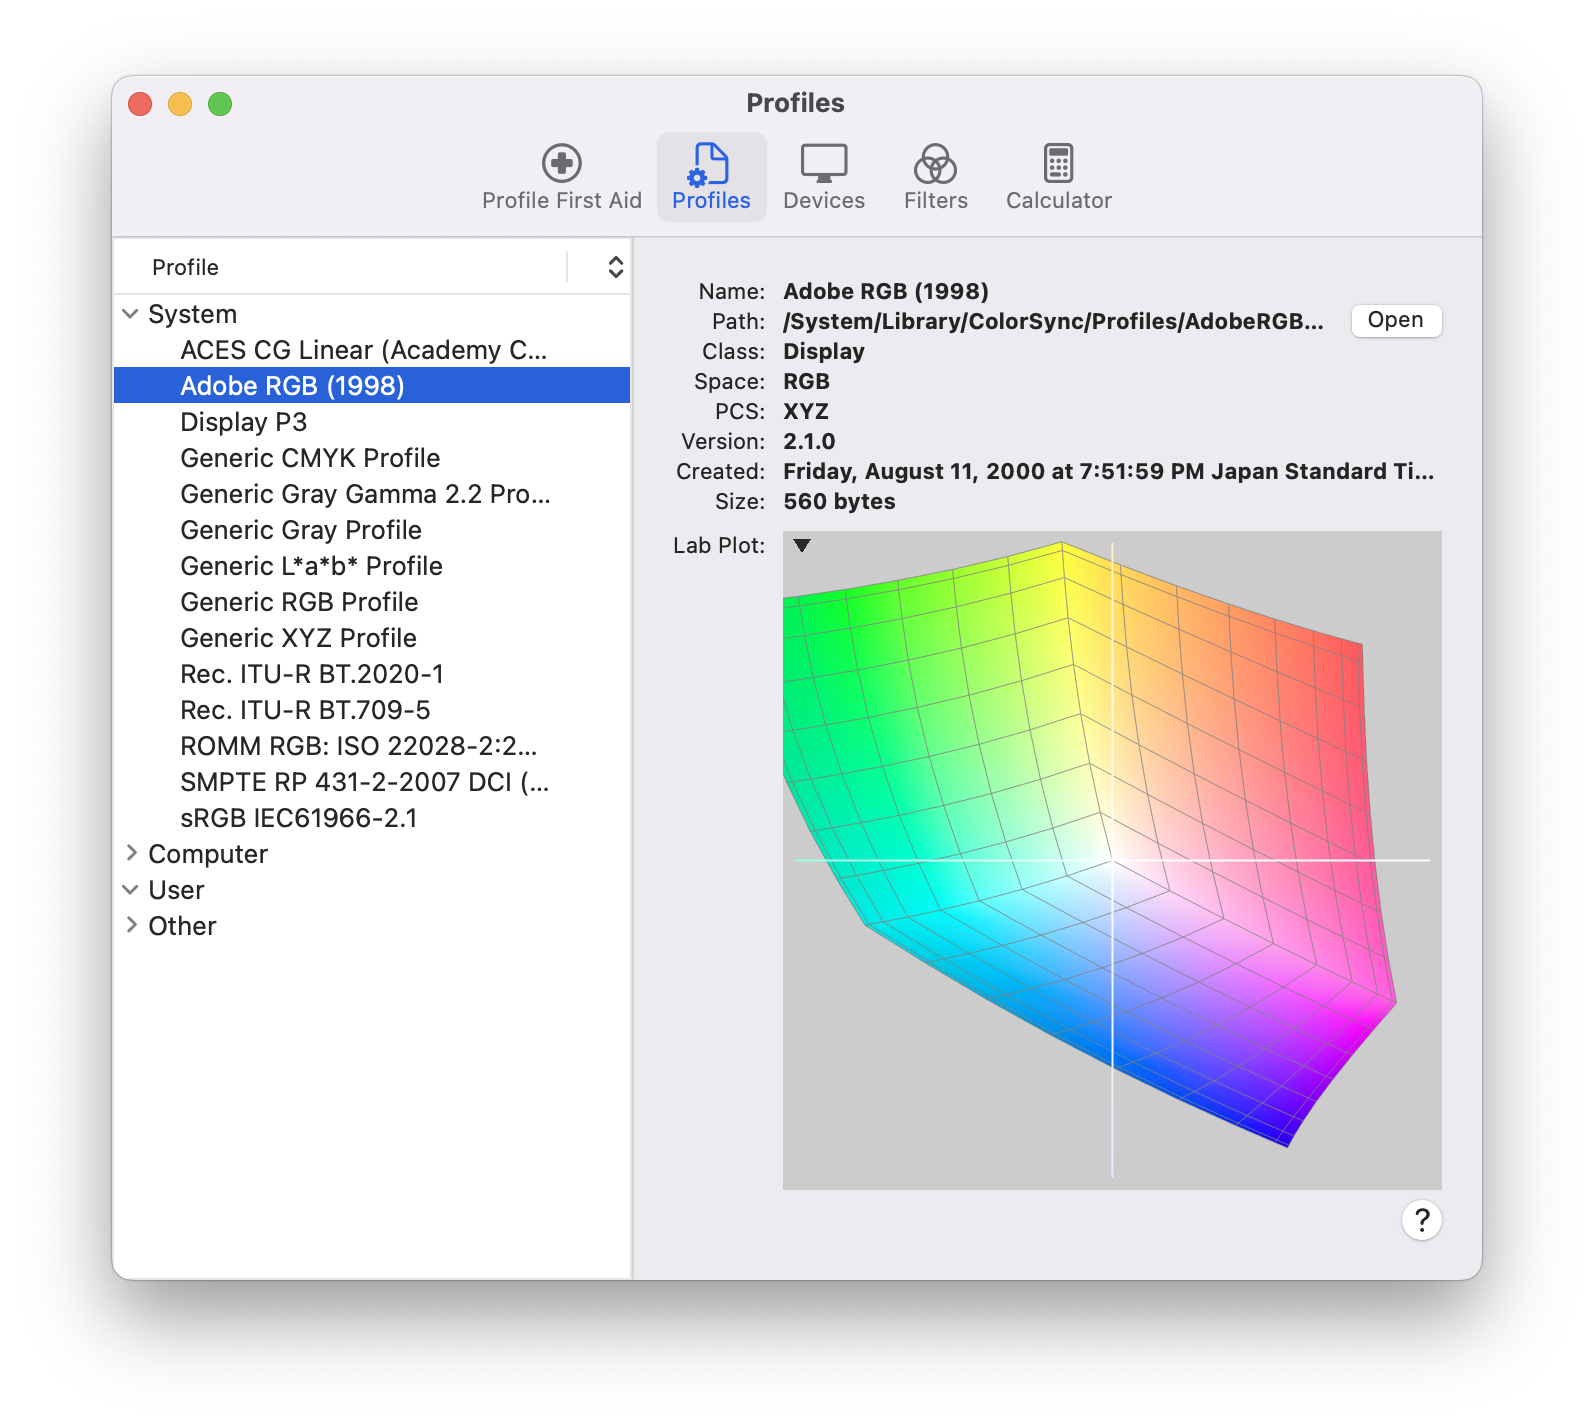 Profiles
Profile First Aid
Profiles
Devices
Filters
Calculator
Profile
System
ACES CG Linear (Academy C...
Adobe RGB (1998)
Display P3
Generic CMYK Profile
Generic Gray Gamma 2.2 Pro...
Generic Gray Profile
Generic L*a*b* Profile
Generic RGB Profile
Generic XYZ Profile
Rec. ITU-R BT.2020-1
Rec. ITU-R BT.709-5
ROMM RGB: ISO 22028-2:2...
SMPTE RP 431-2-2007 DCI (...
sRGB IEC61966-2.1
Computer
User
Other
Name: Adobe RGB (1998)
Path: /System/Library/ColorSync/Profiles/AdobeRGB... Open
Class: Display
Space: RGB
PCS: XYZ
Version: 2.1.0
Created: Friday, August 11, 2000 at 7:51:59 PM Japan Standard Ti...
Size: 560 bytes
Lab Plot:
?